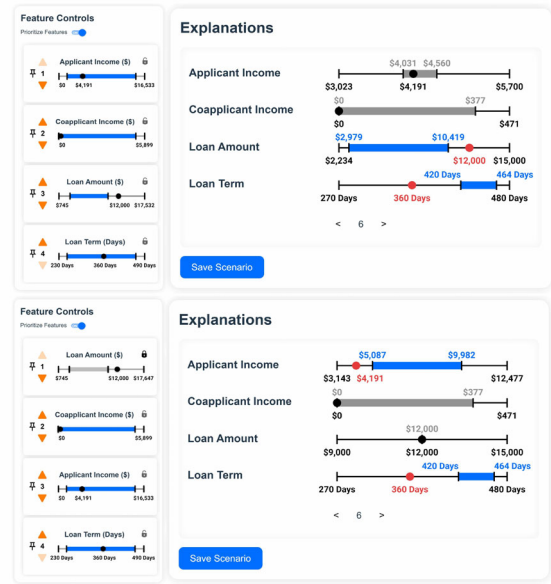 Feature Controls
Prioritize Features
1
Applicant Income ($)
$0 $4,191 $16,533
2
Coapplicant Income ($)
$0 $5,899
3
Loan Amount ($)
$745 $12,000 $17,532
4
Loan Term (Days)
230 Days 360 Days 490 Days
Explanations
Applicant Income
$4,031 $4,560
$3,023 $4,191 $5,700
Coapplicant Income
$0 $377
$0 $471
Loan Amount
$2,979 $10,419
$2,234 $12,000 $15,000
Loan Term
420 Days 464 Days
270 Days 360 Days 480 Days
< 6 >
Save Scenario
Feature Controls
Prioritize Features
1
Loan Amount ($)
$745 $12,000 $17,647
2
Coapplicant Income ($)
$0 $5,899
3
Applicant Income ($)
$0 $4,191 $16,533
4
Loan Term (Days)
230 Days 360 Days 490 Days
Explanations
Applicant Income
$5,087 $9,982
$3,143 $4,191 $12,477
Coapplicant Income
$0 $377
$0 $471
Loan Amount
$12,000
$9,000 $12,000 $15,000
Loan Term
420 Days 464 Days
270 Days 360 Days 480 Days
< 6 >
Save Scenario